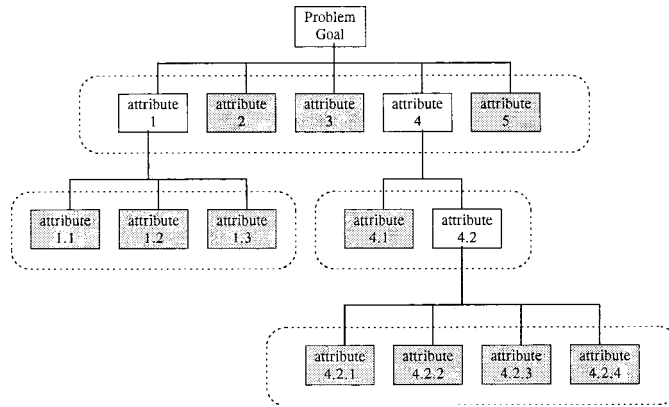 Problem
Goal
attribute
1
attribute
2
attribute
3
attribute
4
attribute
5
attribute
1.1
attribute
1.2
attribute
1.3
attribute
4.1
attribute
4.2
attribute
4.2.1
attribute
4.2.2
attribute
4.2.3
attribute
4.2.4